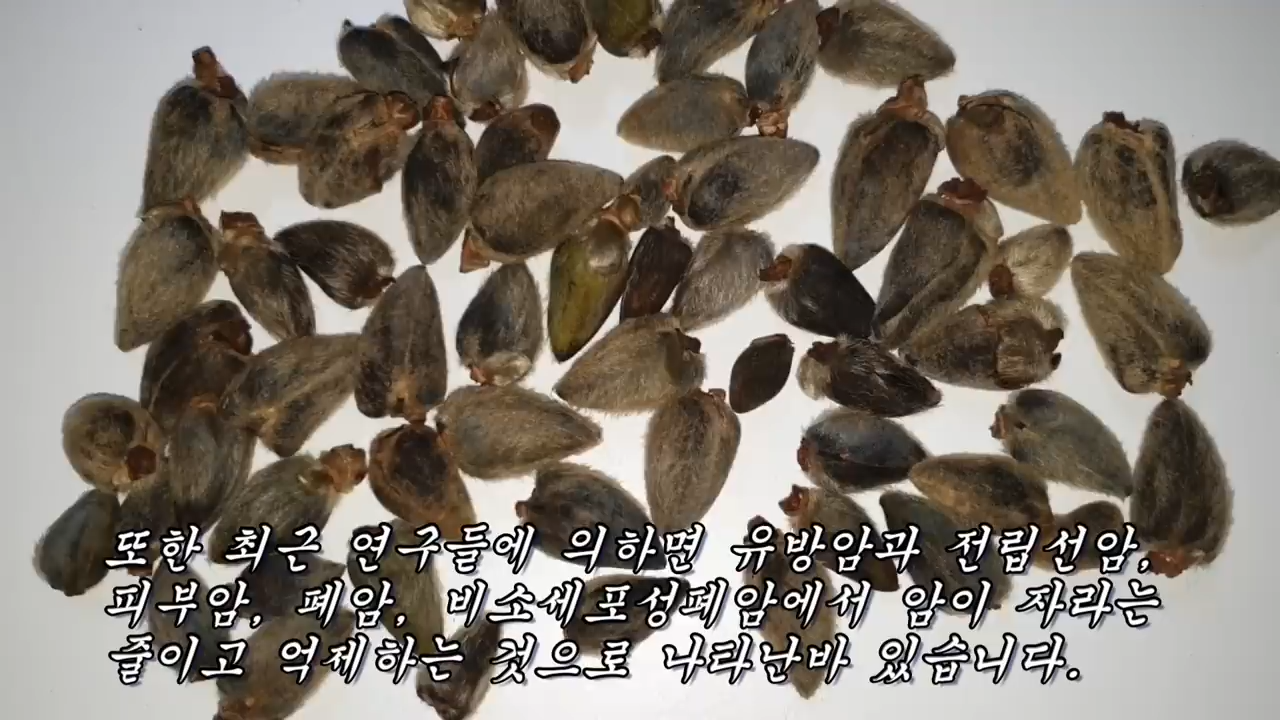 또한 최근 연구들에 의하면 유방암과 전립선암,
피부암, 폐암, 비소세포성폐암에서 암이 자라는
줄이고 억제하는 것으로 나타난바 있습니다.